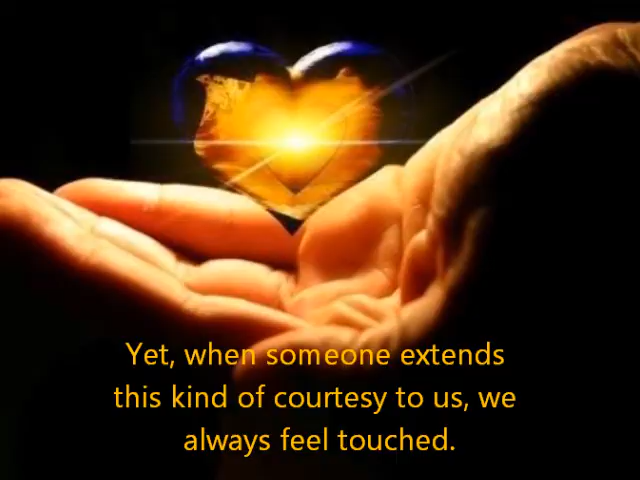 Yet, when someone extends
this kind of courtesy to us, we
always feel touched.